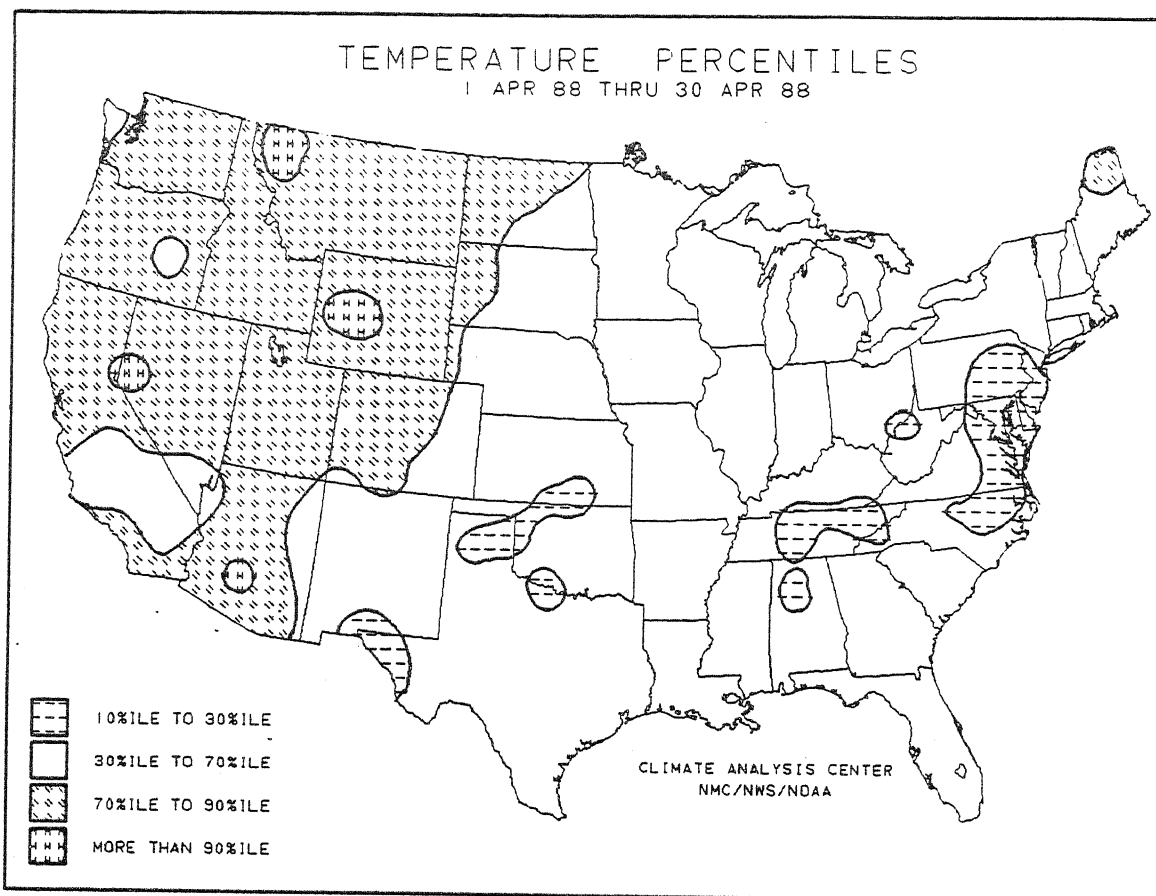 TEMPERATURE PERCENTILES
1 APR 88 THRU 30 APR 88
10%ILE TO 30%ILE
30%ILE TO 70%ILE
70%ILE TO 90%ILE
MORE THAN 90%ILE
CLIMATE ANALYSIS CENTER
NMC/NWS/NOAA